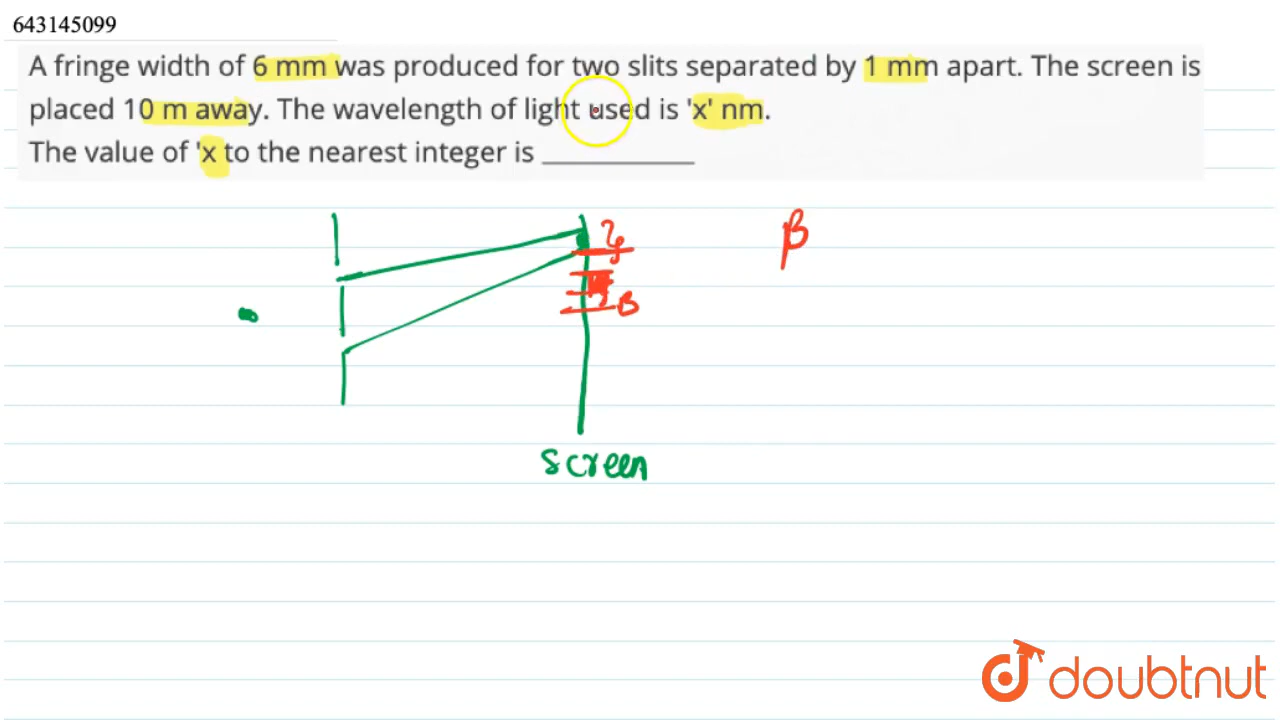 643145099
A fringe width of 6 mm was produced for two slits separated by 1 mm apart. The screen is
placed 10 m away. The wavelength of light used is 'x' nm.
The value of 'x to the nearest integer is ___________
β
β
screen
doubtnut